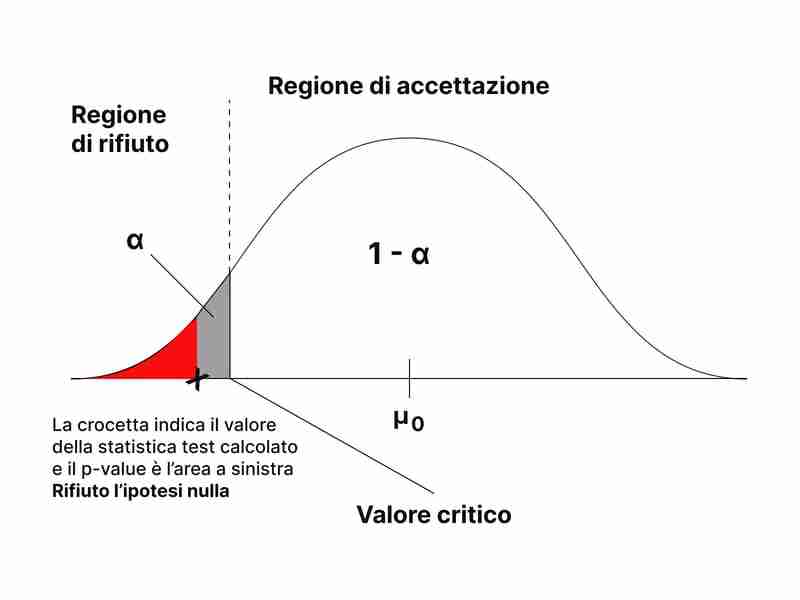 Regione di accettazione
Regione
di rifiuto
α
1 - α
μ0
La crocetta indica il valore
della statistica test calcolato
e il p-value è l’area a sinistra
Rifiuto l’ipotesi nulla
Valore critico